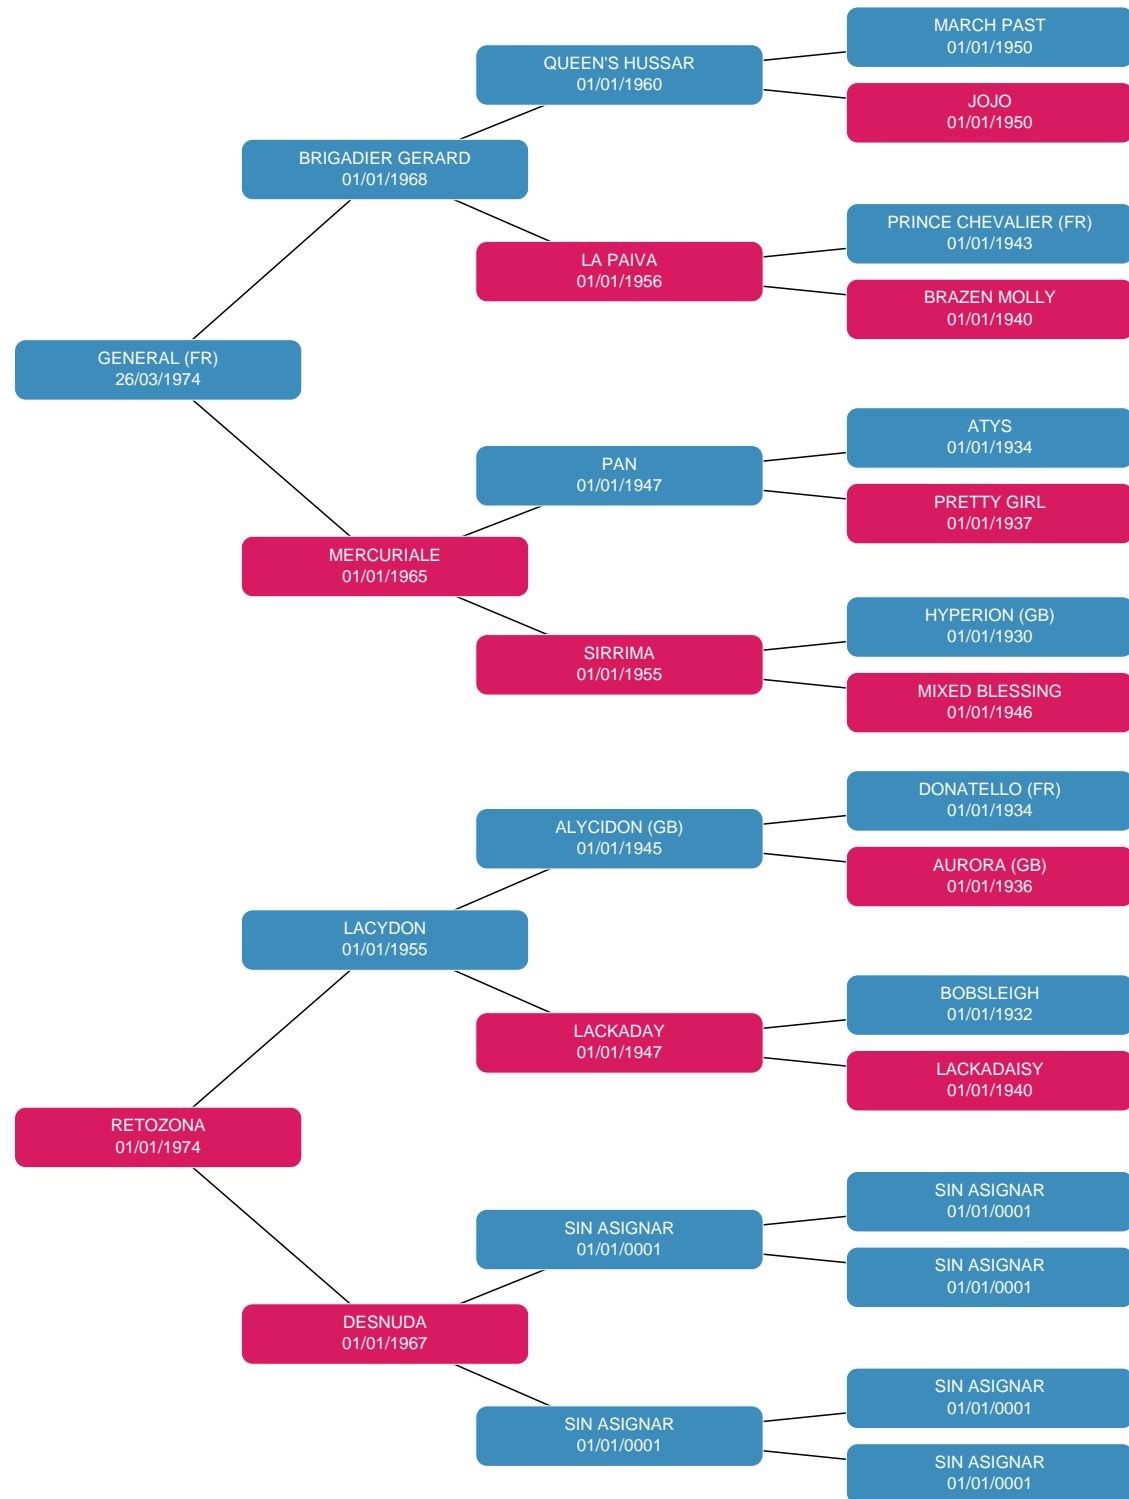 MARCH PAST
01/01/1950
QUEEN'S HUSSAR
01/01/1960
JOJO
01/01/1950
BRIGADIER GERARD
01/01/1968
PRINCE CHEVALIER (FR)
01/01/1943
LA PAIVA
01/01/1956
BRAZEN MOLLY
01/01/1940
GENERAL (FR)
26/03/1974
ATYS
01/01/1934
PAN
01/01/1947
PRETTY GIRL
01/01/1937
MERCURIALE
01/01/1965
HYPERION (GB)
01/01/1930
SIRRIMA
01/01/1955
MIXED BLESSING
01/01/1946
DONATELLO (FR)
01/01/1934
ALYCIDON (GB)
01/01/1945
AURORA (GB)
01/01/1936
LACYDON
01/01/1955
BOBSLEIGH
01/01/1932
LACKADAY
01/01/1947
LACKADAISY
01/01/1940
RETOZONA
01/01/1974
SIN ASIGNAR
01/01/0001
SIN ASIGNAR
01/01/0001
SIN ASIGNAR
01/01/0001
DESNUDA
01/01/1967
SIN ASIGNAR
01/01/0001
SIN ASIGNAR
01/01/0001
SIN ASIGNAR
01/01/0001